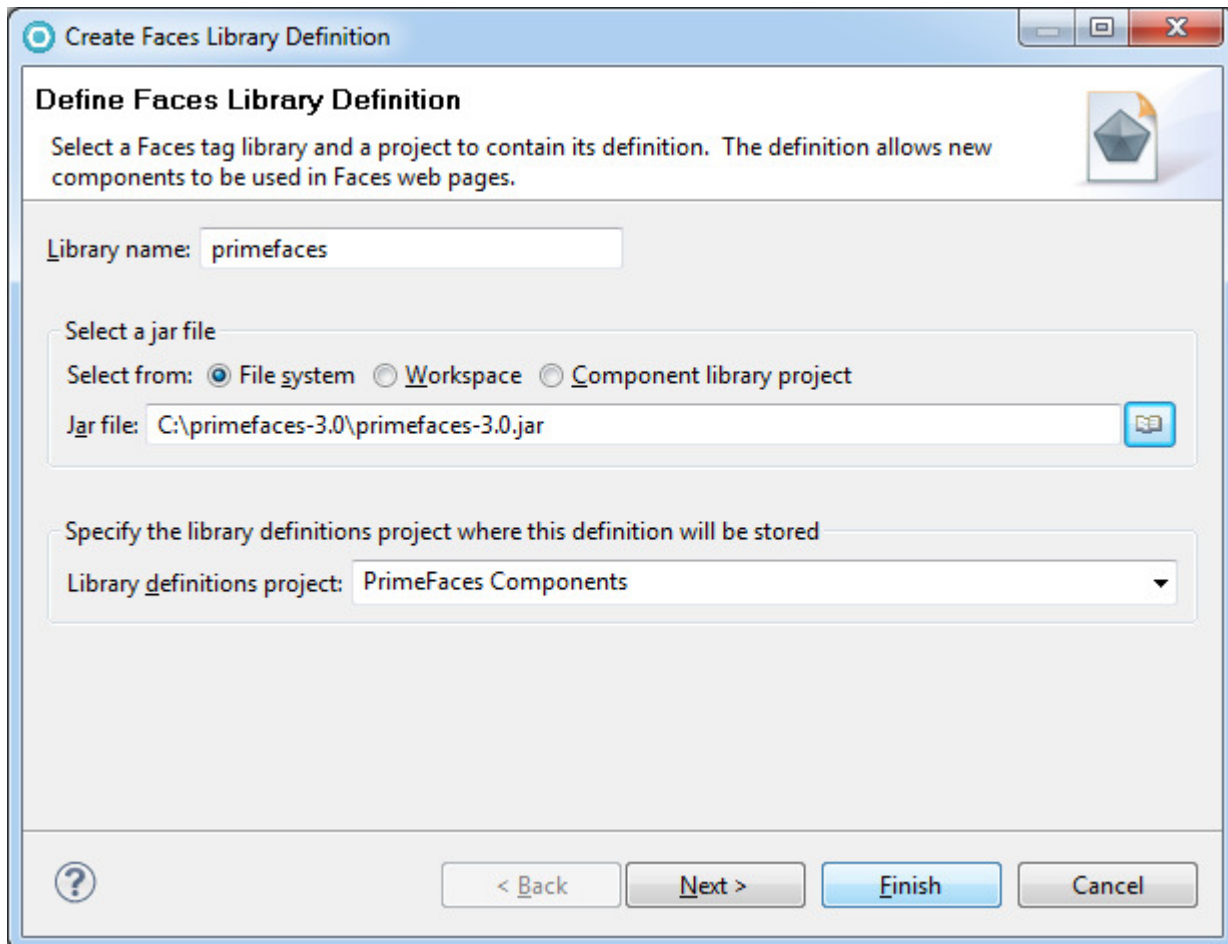 Create Faces Library Definition
Define Faces Library Definition
Select a Faces tag library and a project to contain its definition.  The definition allows new
components to be used in Faces web pages.
Library name: primefaces
Select a jar file
Select from: File system Workspace Component library project
Jar file: C:\primefaces-3.0\primefaces-3.0.jar
Specify the library definitions project where this definition will be stored
Library definitions project: PrimeFaces Components
? < Back Next > Finish Cancel